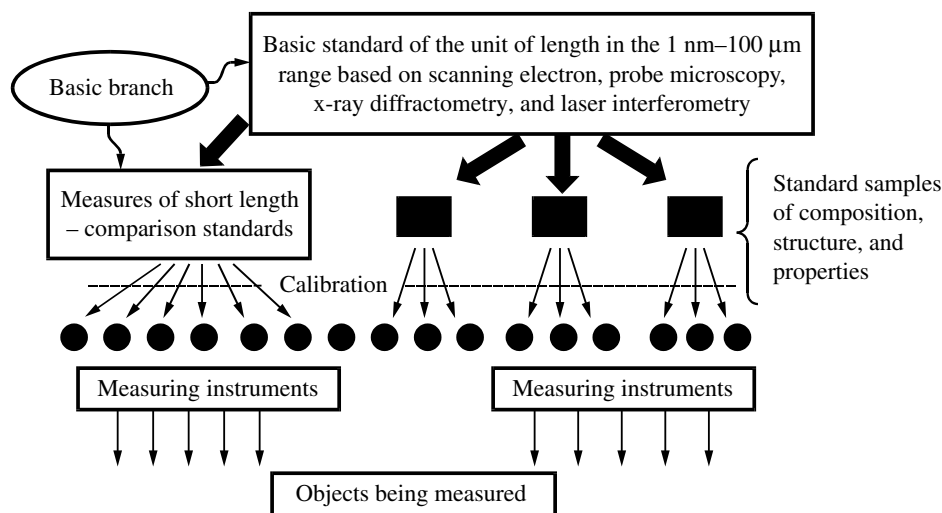 Basic branch
Basic standard of the unit of length in the 1 nm–100 μm
range based on scanning electron, probe microscopy,
x-ray diffractometry, and laser interferometry
Measures of short length
– comparison standards
Standard samples
of composition,
structure, and
properties
Calibration
Measuring instruments
Measuring instruments
Objects being measured